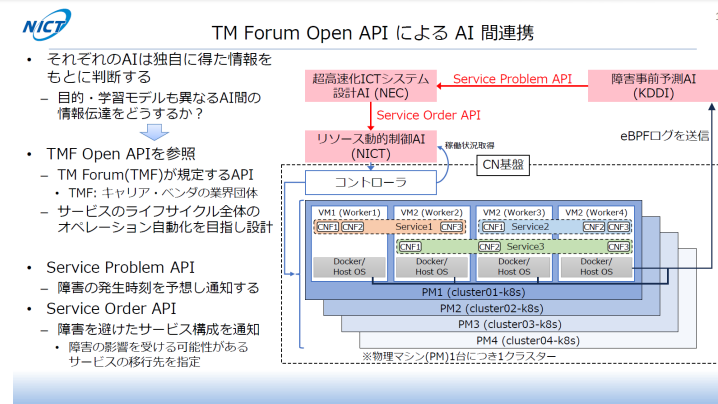 NICT
TM Forum Open API による AI 間連携
• それぞれのAIは独自に得た情報を
もとに判断する
– 目的・学習モデルも異なるAI間の
情報伝達をどうするか？
• TMF Open APIを参照
– TM Forum(TMF)が規定するAPI
• TMF: キャリア・ベンダの業界団体
– サービスのライフサイクル全体の
オペレーション自動化を目指し設計
• Service Problem API
– 障害の発生時刻を予想し通知する
• Service Order API
– 障害を避けたサービス構成を通知
• 障害の影響を受ける可能性がある
サービスの移行先を指定
超高速化ICTシステム
設計AI (NEC)
Service Problem API
障害事前予測AI
(KDDI)
Service Order API
eBPFログを送信
リソース動的制御AI
(NICT)
稼働状況取得
CN基盤
コントローラ
VM1 (Worker1)
VM2 (Worker2)
VM2 (Worker3)
VM2 (Worker4)
CNF1
CNF2
Service1
CNF3
CNF1
Service2
CNF2
CNF3
CNF1
CNF2
Service3
CNF3
Docker/
Host OS
Docker/
Host OS
Docker/
Host OS
Docker/
Host OS
PM1 (cluster01-k8s)
PM2 (cluster02-k8s)
PM3 (cluster03-k8s)
PM4 (cluster04-k8s)
※物理マシン(PM)1台につき1クラスター